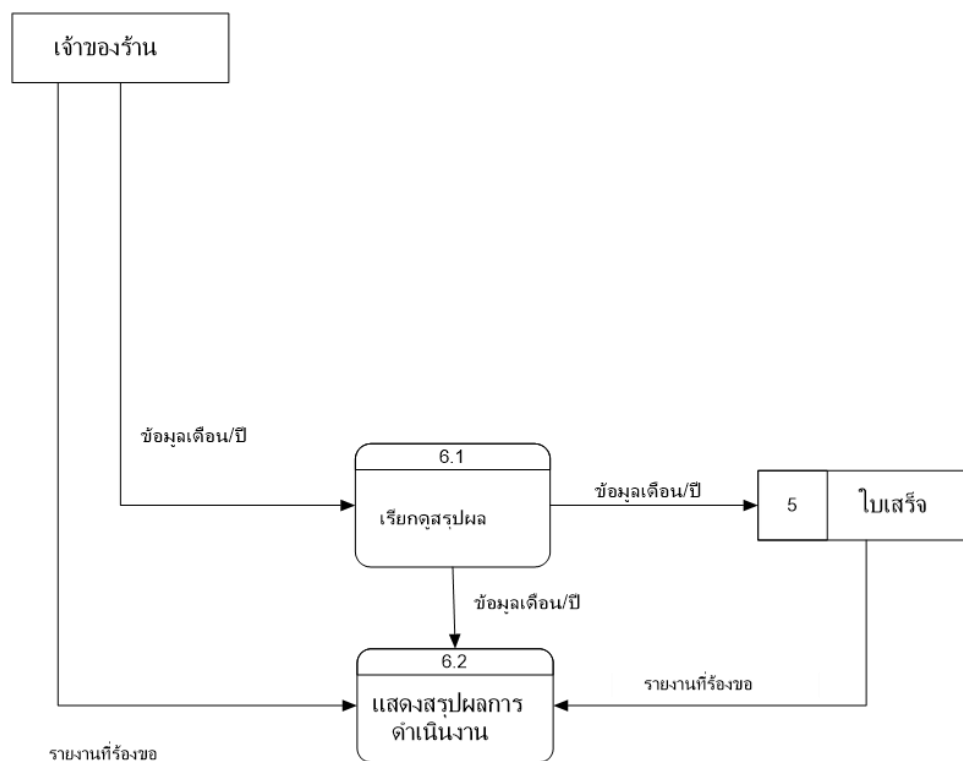 เจ้าของร้าน
ข้อมูลเดือน/ปี
6.1
เรียกดูสรุปผล
ข้อมูลเดือน/ปี
5
ใบเสร็จ
ข้อมูลเดือน/ปี
6.2
แสดงสรุปผลการ
ดำเนินงาน
รายงานที่ร้องขอ
รายงานที่ร้องขอ